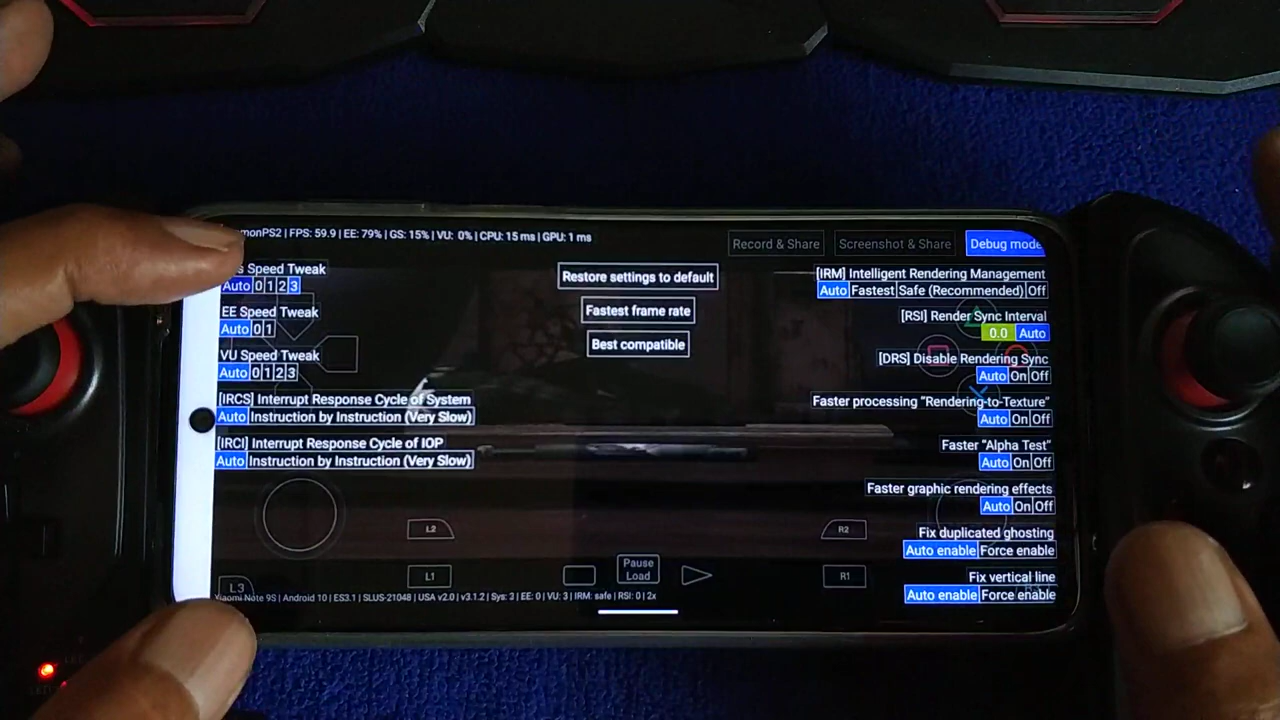 monPS2 | FPS: 59.9 | EE: 79% | GS: 15% | VU: 0% | CPU: 15 ms | GPU: 1 ms
Record & Share
Screenshot & Share
Debug mode
Speed Tweak
Auto 0 1 2 3
EE Speed Tweak
Auto 0 1
VU Speed Tweak
Auto 0 1 2 3
[IRCS] Interrupt Response Cycle of System
Auto Instruction by Instruction (Very Slow)
[IRCI] Interrupt Response Cycle of IOP
Auto Instruction by Instruction (Very Slow)
Restore settings to default
Fastest frame rate
Best compatible
[IRM] Intelligent Rendering Management
Auto Fastest Safe (Recommended) Off
[RSI] Render Sync Interval
0.0 Auto
[DRS] Disable Rendering Sync
Auto On Off
Faster processing "Rendering-to-Texture"
Auto On Off
Faster "Alpha Test"
Auto On Off
Faster graphic rendering effects
Auto On Off
Fix duplicated ghosting
Auto enable Force enable
Fix vertical line
Auto enable Force enable
L2
R2
L1
Pause
Load
R1
L3
Xiaomi Note 9S | Android 10 | ES3.1 | SLUS-21048 | USA v2.0 | v3.1.2 | Sys: 3 | EE: 0 | VU: 3 | IRM: safe | RSI: 0 | 2x